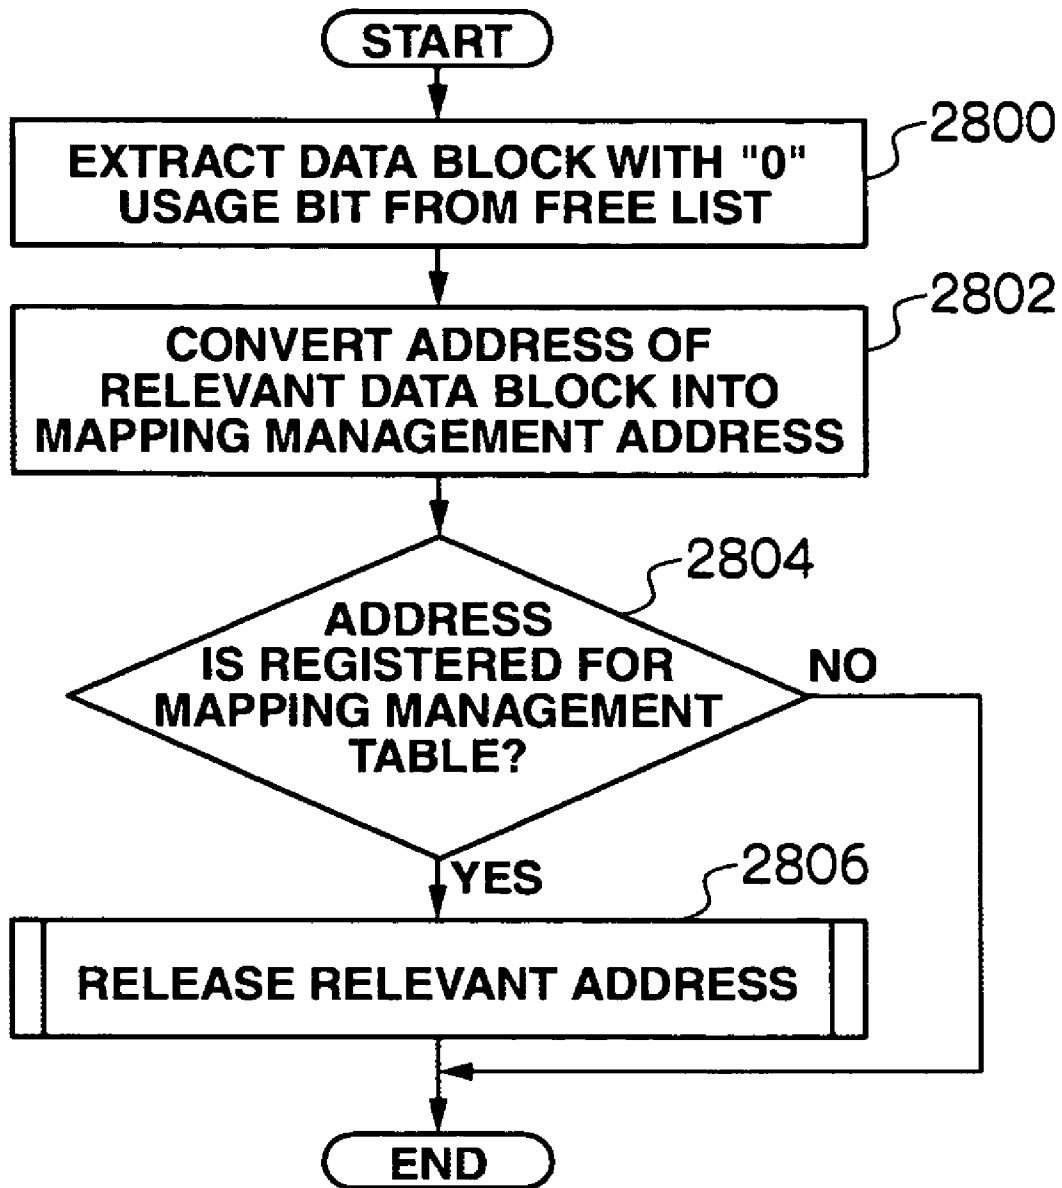 START
2800
EXTRACT DATA BLOCK WITH "0"
USAGE BIT FROM FREE LIST
2802
CONVERT ADDRESS OF
RELEVANT DATA BLOCK INTO
MAPPING MANAGEMENT ADDRESS
2804
ADDRESS
IS REGISTERED FOR
MAPPING MANAGEMENT
TABLE?
NO
YES
2806
RELEASE RELEVANT ADDRESS
END